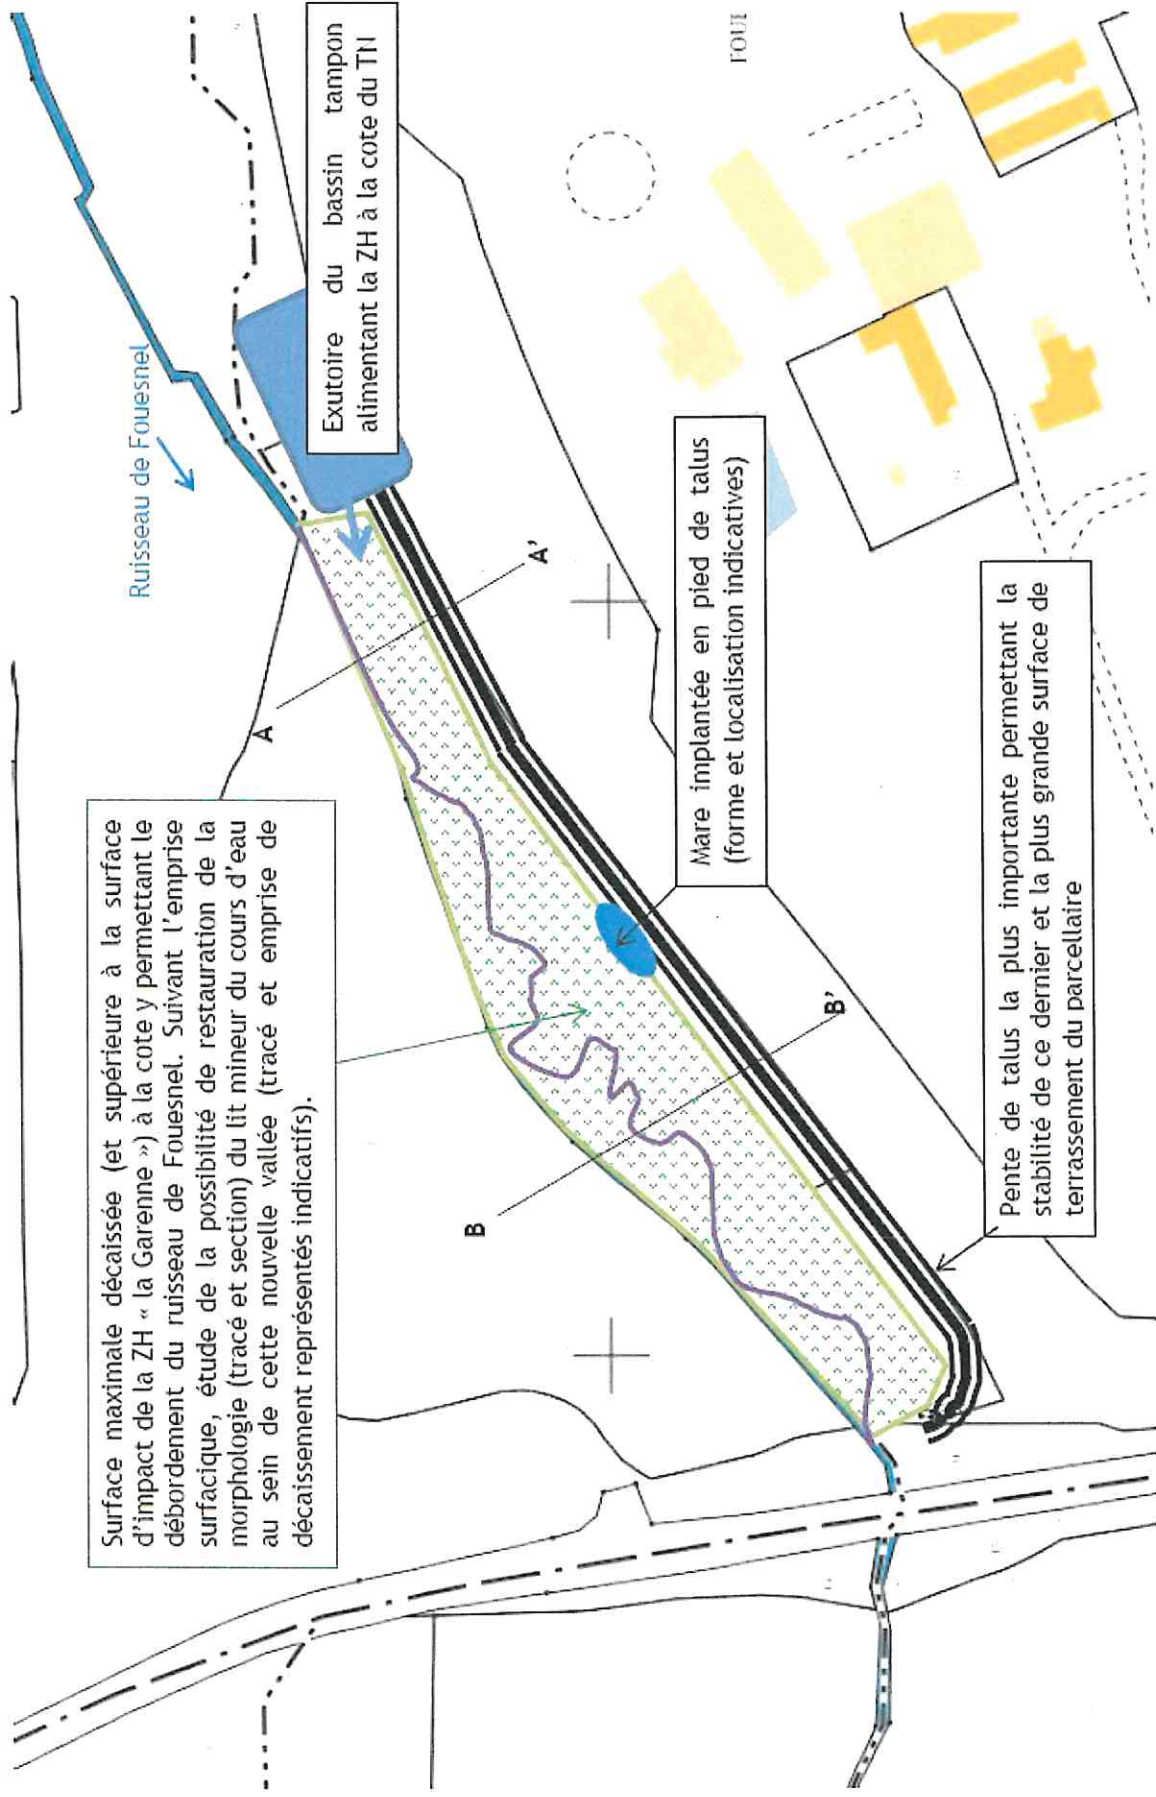 Surface maximale décaissée (et supérieure à la surface
d'impact de la ZH « la Garenne ») à la cote y permettant le
débordement du ruisseau de Fouesnel. Suivant l'emprise
surfacique, étude de la possibilité de restauration de la
morphologie (tracé et section) du lit mineur du cours d'eau
au sein de cette nouvelle vallée (tracé et emprise de
décaissement représentés indicatifs).
Ruisseau de Fouesnel
Exutoire du bassin tampon
alimentant la ZH à la cote du TN
A
A'
B
B'
Mare implantée en pied de talus
(forme et localisation indicatives)
Pente de talus la plus importante permettant la
stabilité de ce dernier et la plus grande surface de
terrassement du parcellaire
FOUI